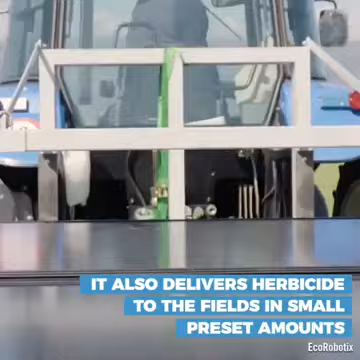 IT ALSO DELIVERS HERBICIDE
TO THE FIELDS IN SMALL
PRESET AMOUNTS
EcoRobotix